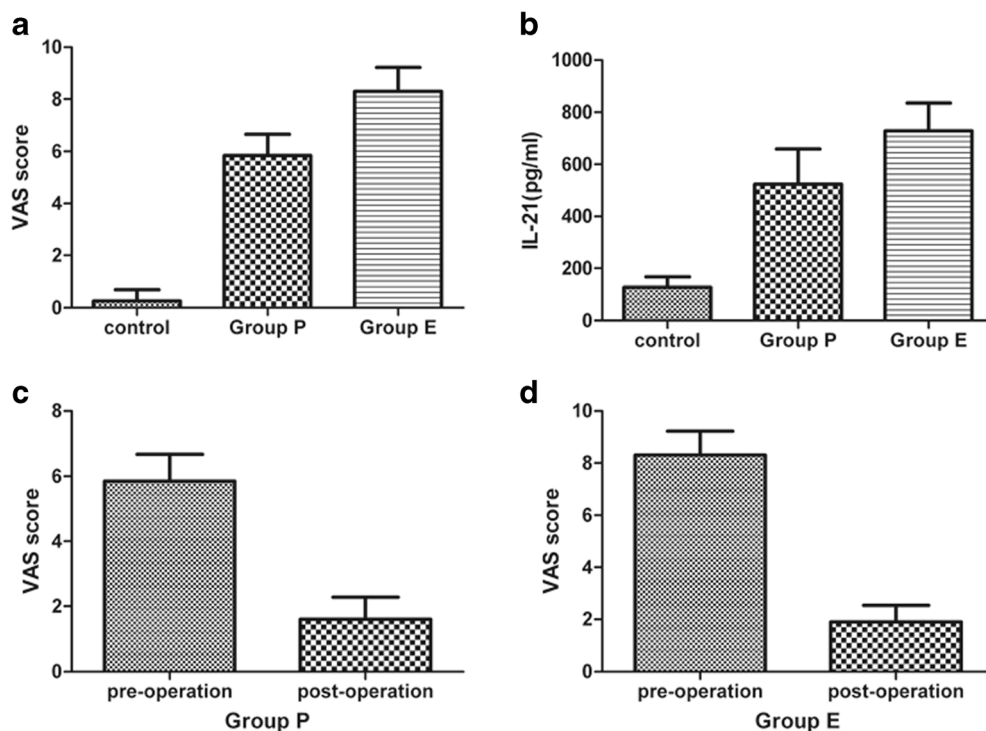 a
VAS score
10
8
6
4
2
0
control Group P Group E
b
IL-21(pg/ml)
1000
800
600
400
200
0
control Group P Group E
c
VAS score
8
6
4
2
0
pre-operation post-operation
Group P
d
VAS score
10
8
6
4
2
0
pre-operation post-operation
Group E